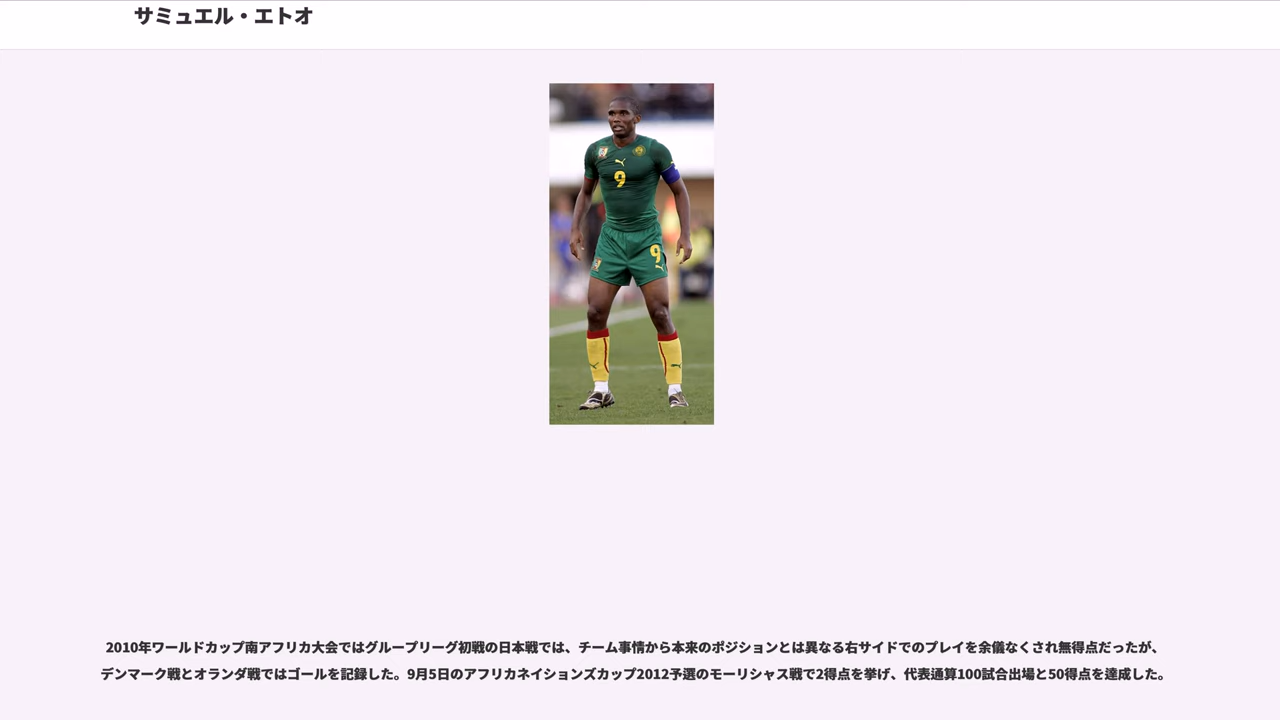 サミュエル・エトオ
9
9
2010年ワールドカップ南アフリカ大会ではグループリーグ初戦の日本戦では、チーム事情から本来のポジションとは異なる右サイドでのプレイを余儀なくされ無得点だったが、
デンマーク戦とオランダ戦ではゴールを記録した。9月5日のアフリカネイションズカップ2012予選のモーリシャス戦で2得点を挙げ、代表通算100試合出場と50得点を達成した。